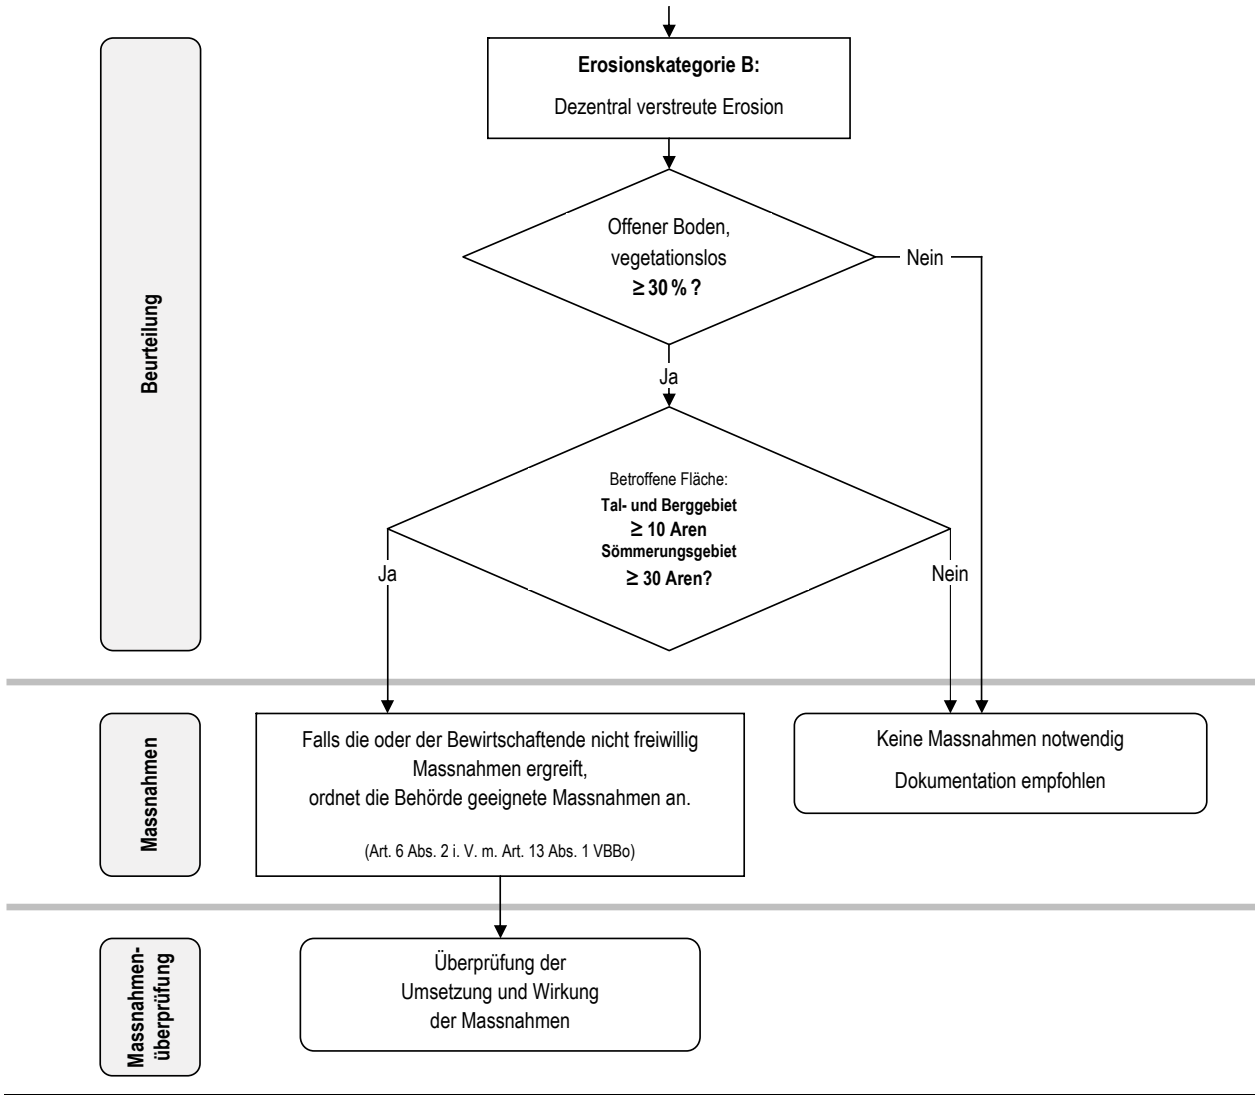 Beurteilung
Erosionskategorie B:
Dezentral verstreute Erosion
Offener Boden,
vegetationslos
≥ 30 % ?
Nein
Ja
Betroffene Fläche:
Tal- und Berggebiet
≥ 10 Aren
Sömmerungsgebiet
≥ 30 Aren?
Ja
Nein
Massnahmen
Falls die oder der Bewirtschaftende nicht freiwillig
Massnahmen ergreift,
ordnet die Behörde geeignete Massnahmen an.
(Art. 6 Abs. 2 i. V. m. Art. 13 Abs. 1 VBBo)
Keine Massnahmen notwendig
Dokumentation empfohlen
Massnahmen-
überprüfung
Überprüfung der
Umsetzung und Wirkung
der Massnahmen